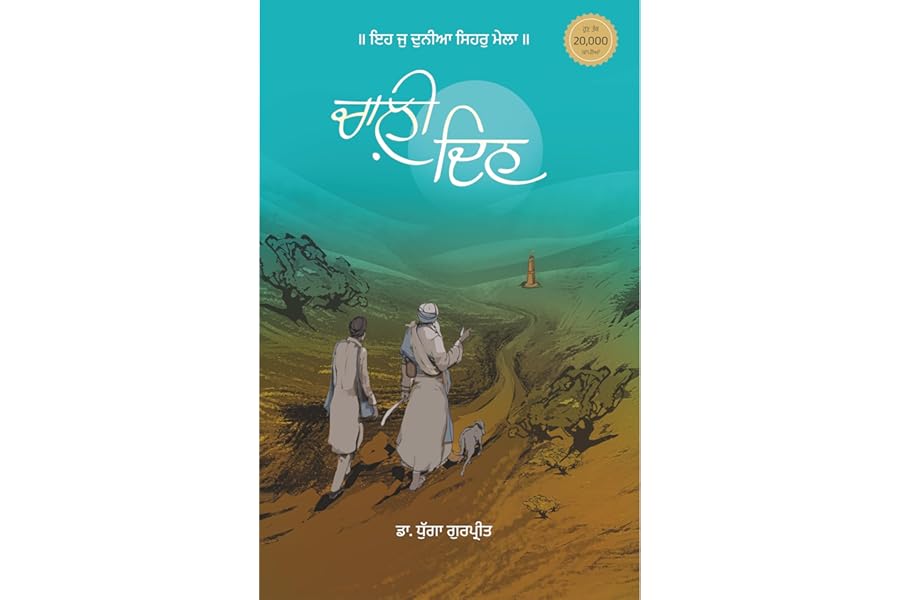 ॥ ਇਹ ਜੁ ਦੁਨੀਆ ਸਿਹਰੁ ਮੇਲਾ ॥
ਹੁਣ ਤੱਕ
20,000
ਕਾਪੀਆਂ
ਚਾਲ਼ੀ
ਦਿਨ
ਡਾ. ਧੁੱਗਾ ਗੁਰਪ੍ਰੀਤ